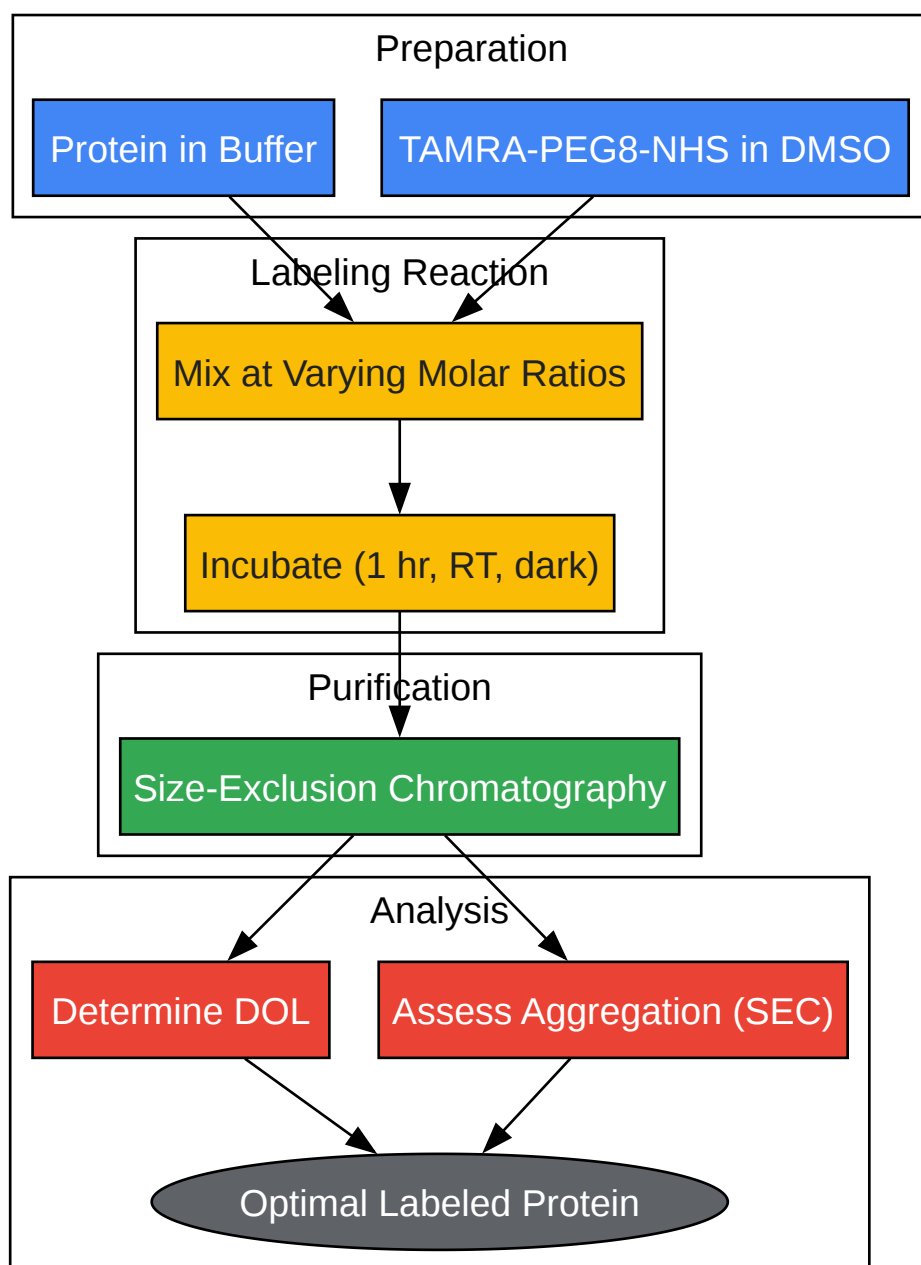 Preparation
Protein in Buffer
TAMRA-PEG8-NHS in DMSO
Labeling Reaction
Mix at Varying Molar Ratios
Incubate (1 hr, RT, dark)
Purification
Size-Exclusion Chromatography
Analysis
Determine DOL
Assess Aggregation (SEC)
Optimal Labeled Protein